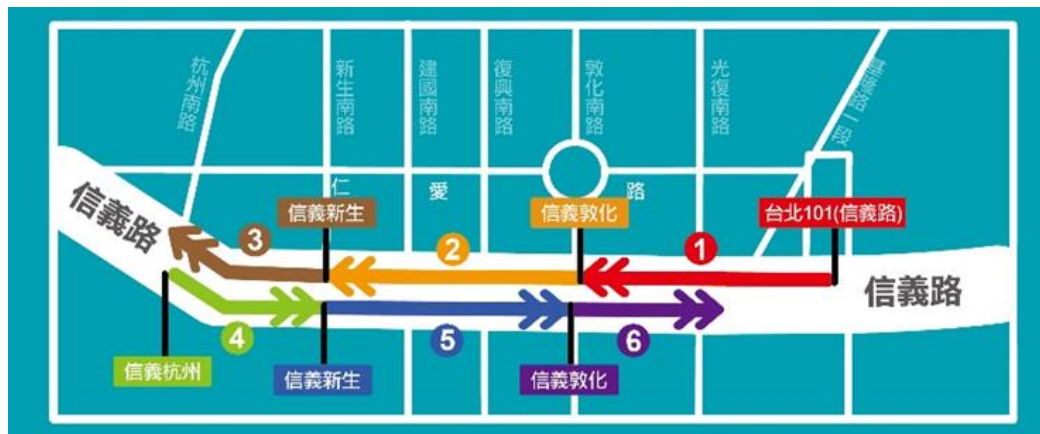 杭州南路
新生南路
建國南路
復興南路
敦化南路
光復南路
基隆路一段
仁愛路
信義路
信義新生
信義敦化
台北101(信義路)
3
2
1
信義路
4
5
6
信義杭州
信義新生
信義敦化